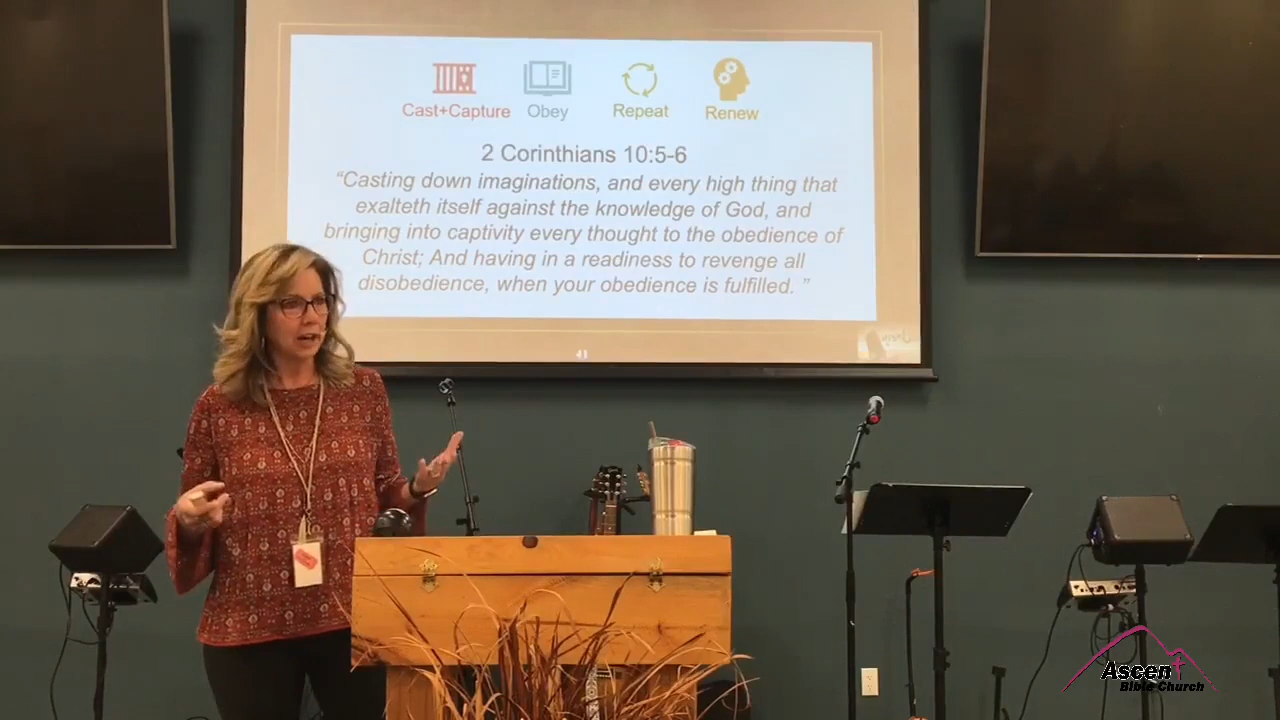 Cast+Capture Obey Repeat Renew
2 Corinthians 10:5-6
“Casting down imaginations, and every high thing that
exalteth itself against the knowledge of God, and
bringing into captivity every thought to the obedience of
Christ; And having in a readiness to revenge all
disobedience, when your obedience is fulfilled. ”
Ascent
Bible Church